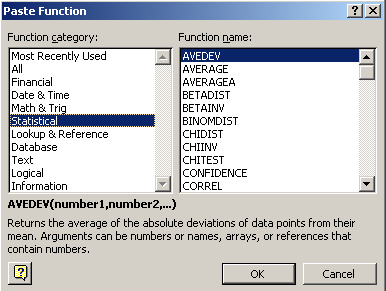 Paste Function
Function category:
Most Recently Used
All
Financial
Date & Time
Math & Trig
Statistical
Lookup & Reference
Database
Text
Logical
Information
Function name:
AVEDEV
AVERAGE
AVERAGEA
BETADIST
BETAINV
BINOMDIST
CHIDIST
CHIINV
CHITEST
CONFIDENCE
CORREL
AVEDEV(number1,number2,...)
Returns the average of the absolute deviations of data points from their
mean. Arguments can be numbers or names, arrays, or references that
contain numbers.
OK
Cancel